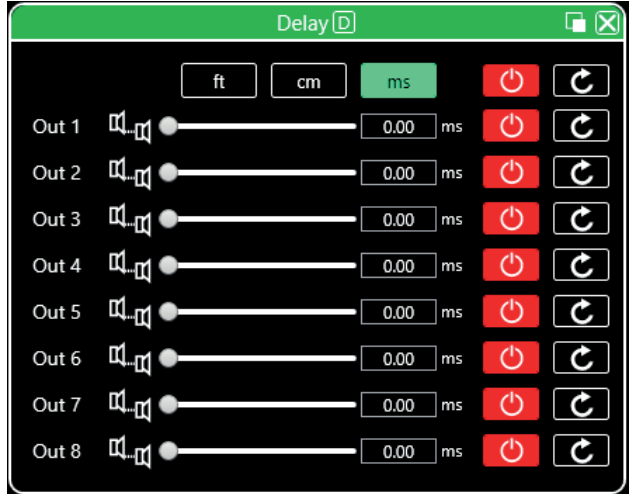 Delay D
ft cm ms
Out 1 0.00 ms
Out 2 0.00 ms
Out 3 0.00 ms
Out 4 0.00 ms
Out 5 0.00 ms
Out 6 0.00 ms
Out 7 0.00 ms
Out 8 0.00 ms